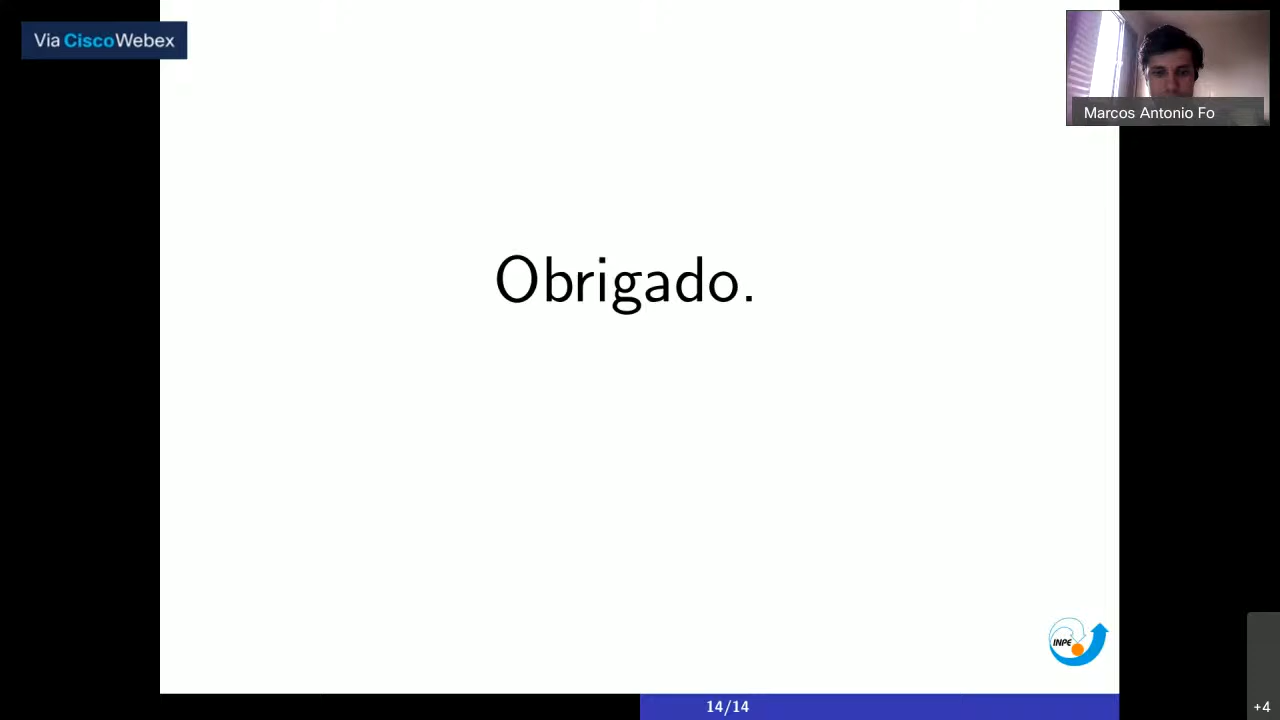 Via CiscoWebex
Marcos Antonio Fo
Obrigado.
INPE
14/14
+4